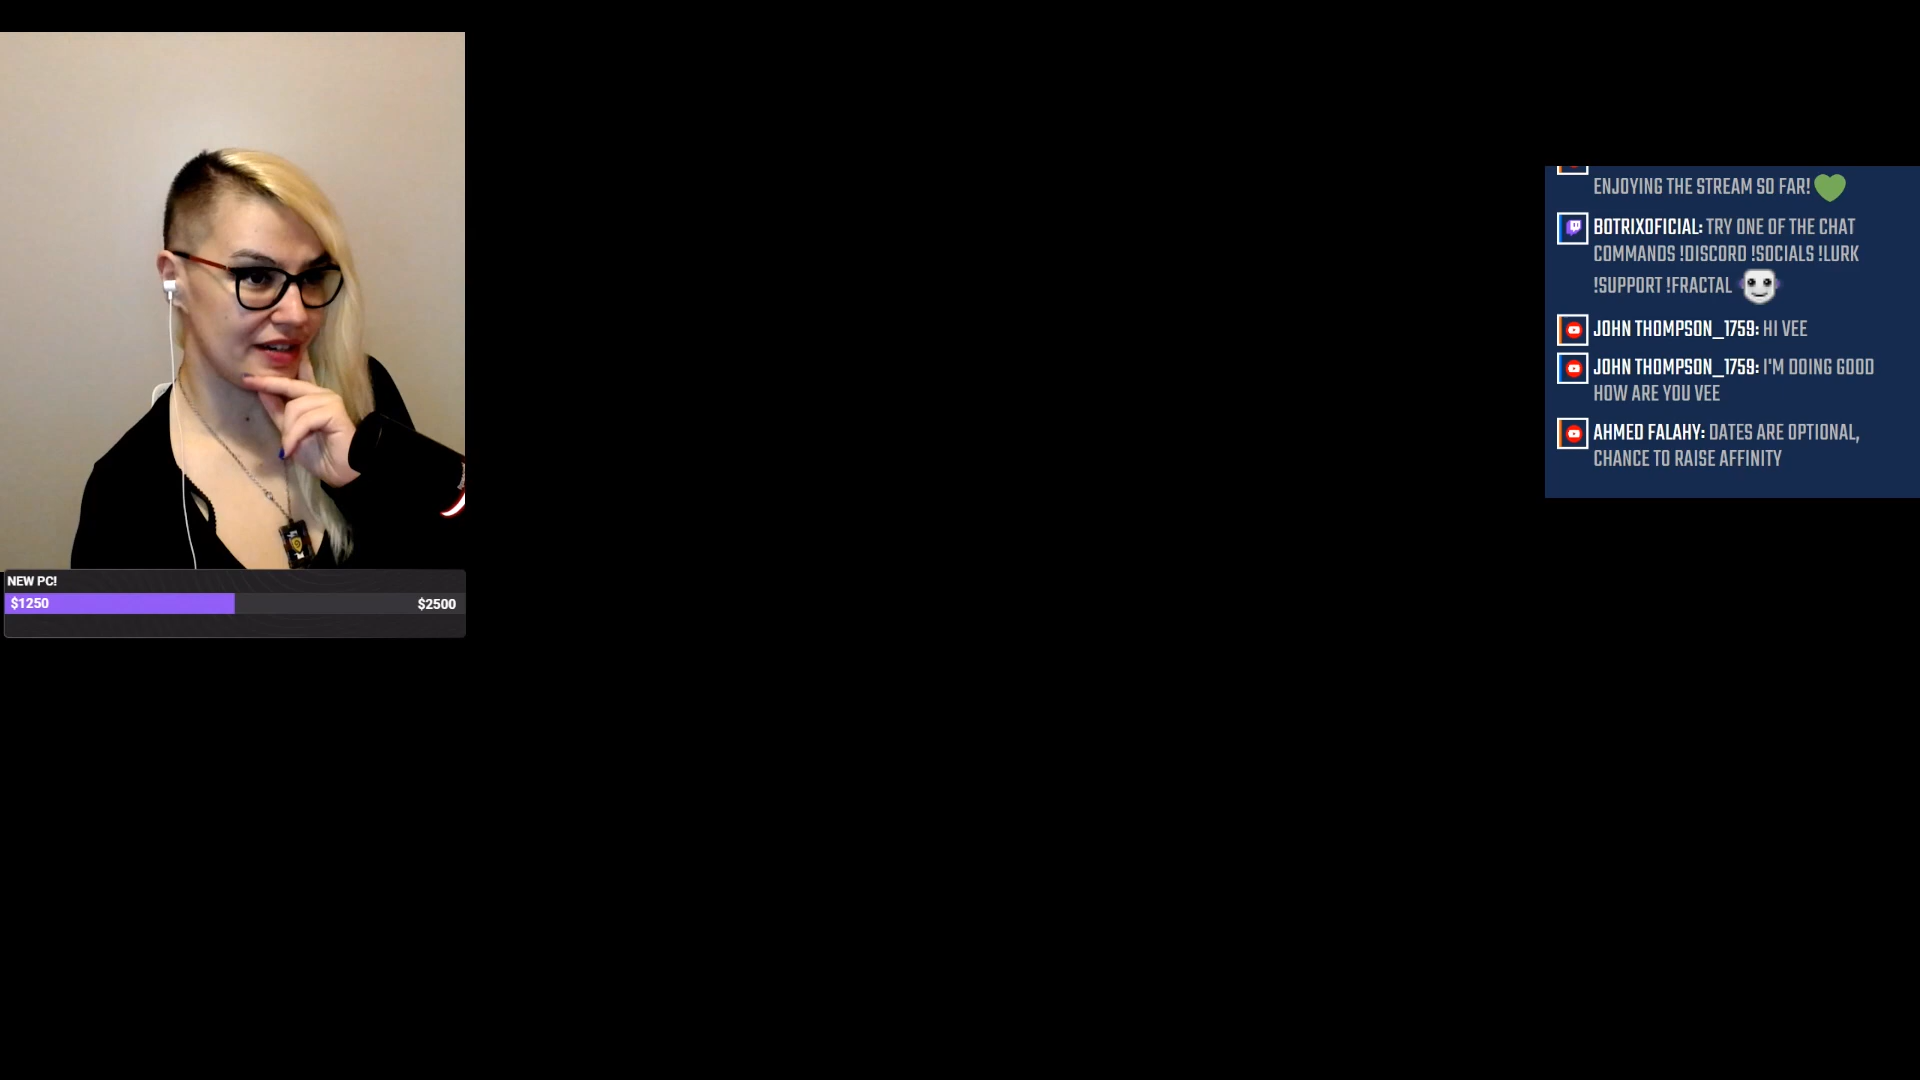 ENJOYING THE STREAM SO FAR!
BOTRIXOFICIAL: TRY ONE OF THE CHAT
COMMANDS !DISCORD !SOCIALS !LURK
!SUPPORT !FRACTAL
JOHN THOMPSON_1759: HI VEE
JOHN THOMPSON_1759: I'M DOING GOOD
HOW ARE YOU VEE
AHMED FALAHY: DATES ARE OPTIONAL,
CHANCE TO RAISE AFFINITY
NEW PC!
$1250 $2500